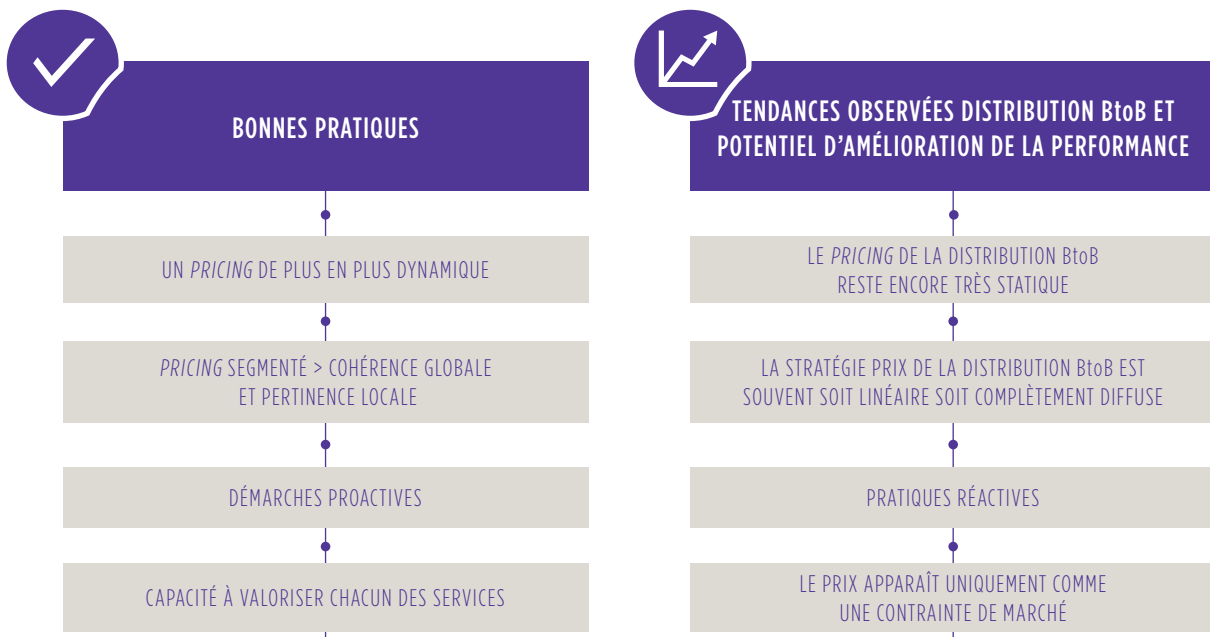 BONNES PRATIQUES
UN PRICING DE PLUS EN PLUS DYNAMIQUE
PRICING SEGMENTÉ > COHÉRENCE GLOBALE
ET PERTINENCE LOCALE
DÉMARCHES PROACTIVES
CAPACITÉ À VALORISER CHACUN DES SERVICES
TENDANCES OBSERVÉES DISTRIBUTION BtoB ET
POTENTIEL D’AMÉLIORATION DE LA PERFORMANCE
LE PRICING DE LA DISTRIBUTION BtoB
RESTE ENCORE TRÈS STATIQUE
LA STRATÉGIE PRIX DE LA DISTRIBUTION BtoB EST
SOUVENT SOIT LINÉAIRE SOIT COMPLÈTEMENT DIFFUSE
PRATIQUES RÉACTIVES
LE PRIX APPARAÎT UNIQUEMENT COMME
UNE CONTRAINTE DE MARCHÉ